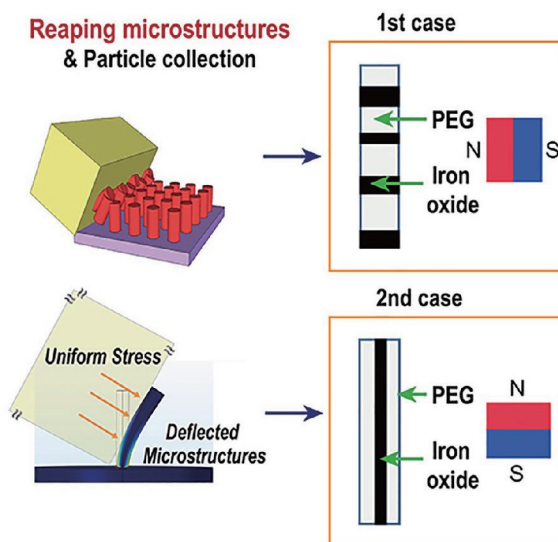 Reaping microstructures
& Particle collection
1st case
PEG
N
S
Iron
oxide
Uniform Stress
Deflected
Microstructures
2nd case
N
PEG
Iron
oxide
S